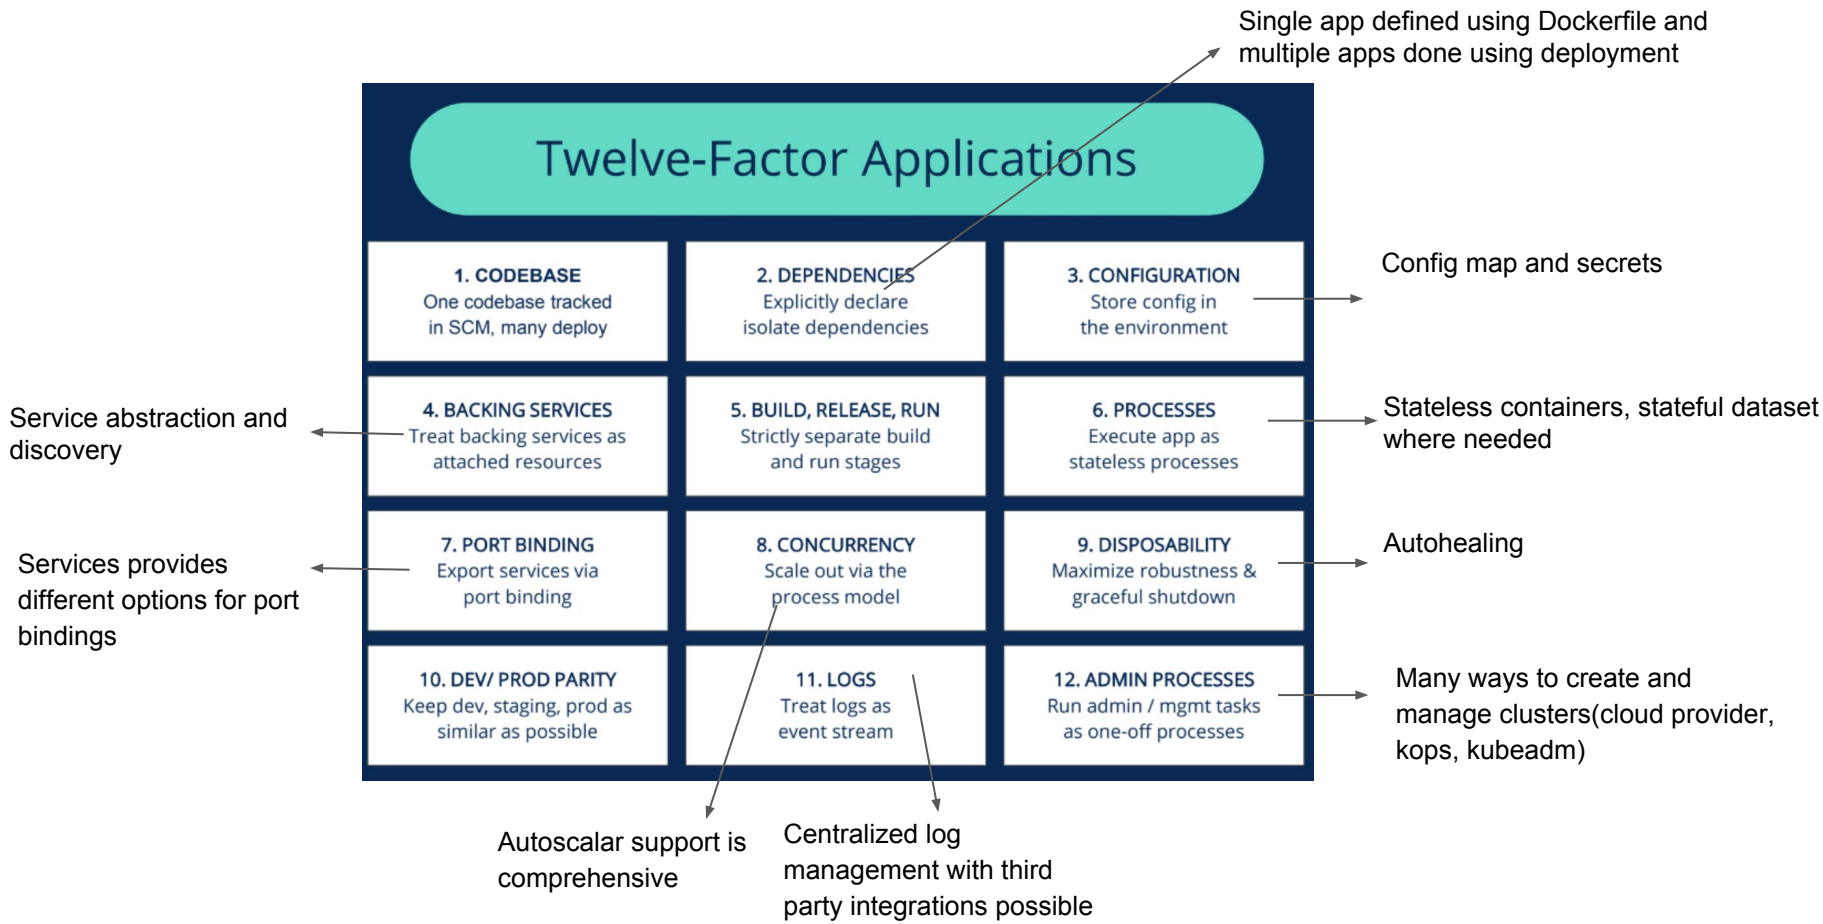 Single app defined using Dockerfile and
multiple apps done using deployment
Twelve-Factor Applications
1. CODEBASE
One codebase tracked
in SCM, many deploy
2. DEPENDENCIES
Explicitly declare
isolate dependencies
3. CONFIGURATION
Store config in
the environment
Config map and secrets
Service abstraction and
discovery
4. BACKING SERVICES
Treat backing services as
attached resources
5. BUILD, RELEASE, RUN
Strictly separate build
and run stages
6. PROCESSES
Execute app as
stateless processes
Stateless containers, stateful dataset
where needed
Services provides
different options for port
bindings
7. PORT BINDING
Export services via
port binding
8. CONCURRENCY
Scale out via the
process model
9. DISPOSABILITY
Maximize robustness &
graceful shutdown
Autohealing
10. DEV/ PROD PARITY
Keep dev, staging, prod as
similar as possible
11. LOGS
Treat logs as
event stream
12. ADMIN PROCESSES
Run admin / mgmt tasks
as one-off processes
Many ways to create and
manage clusters(cloud provider,
kops, kubeadm)
Autoscalar support is
comprehensive
Centralized log
management with third
party integrations possible